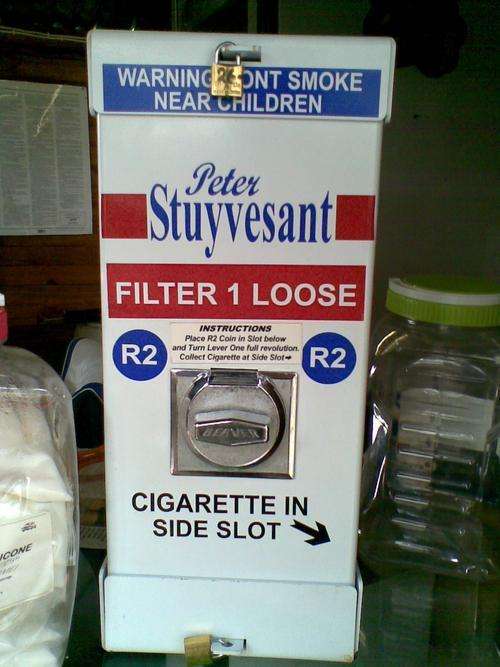 WARNING DONT SMOKE
NEAR CHILDREN
Peter
Stuyvesant
FILTER 1 LOOSE
INSTRUCTIONS
Place R2 Coin in Slot below
and Turn Lever One full revolution.
Collect Cigarette at Side Slot
R2
R2
BEAVER
CIGARETTE IN
SIDE SLOT